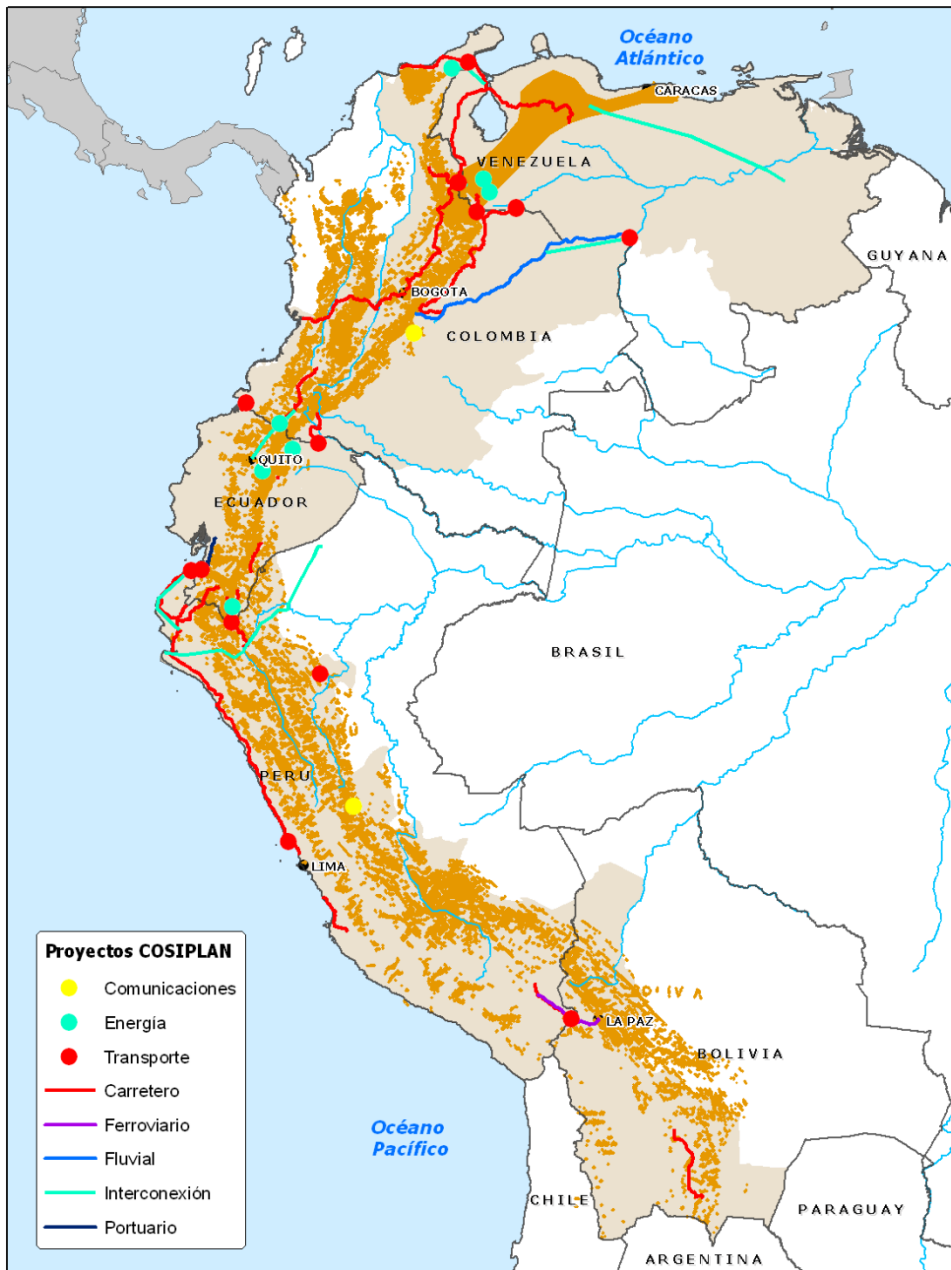 Océano
Atlántico
CARACAS
VENEZUELA
GUYANA
BOGOTA
COLOMBIA
QUITO
ECUADOR
BRASIL
PERU
LIMA
LA PAZ
BOLIVIA
Océano
Pacífico
CHILE
PARAGUAY
ARGENTINA
Proyectos COSIPLAN
Comunicaciones
Energía
Transporte
Carretero
Ferroviario
Fluvial
Interconexión
Portuario